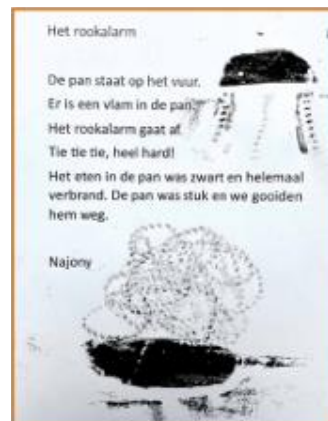 Het rookalarm
De pan staat op het vuur.
Er is een vlam in de pan.
Het rookalarm gaat af.
Tie tie tie, heel hard!
Het eten in de pan was zwart en helemaal
verbrand. De pan was stuk en we gooiden
hem weg.
Najony